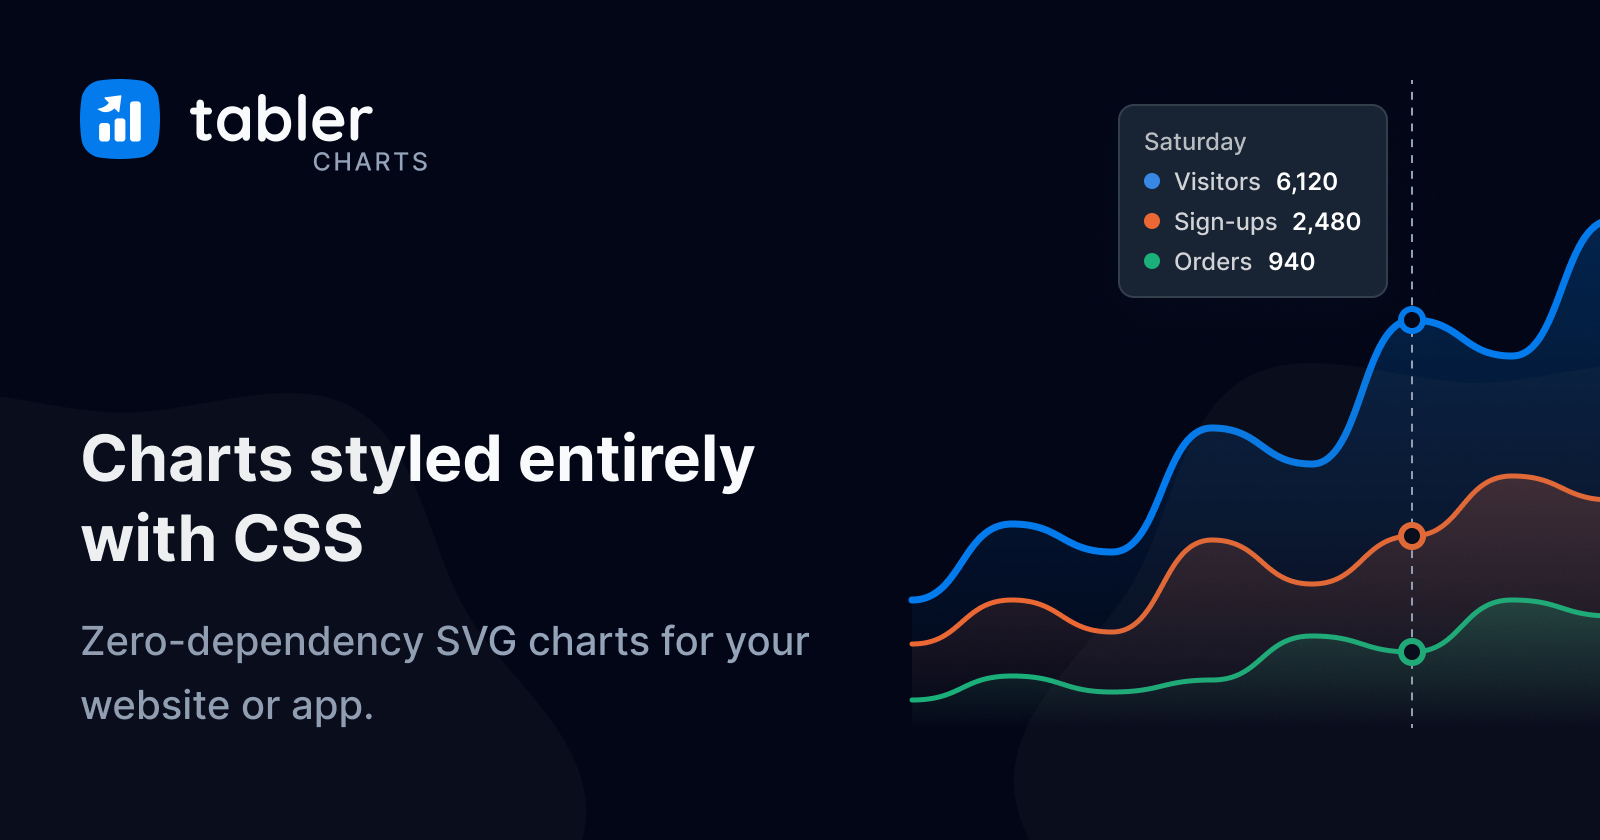 tabler
CHARTS
Saturday
Visitors 6,120
Sign-ups 2,480
Orders 940
Charts styled entirely
with CSS
Zero-dependency SVG charts for your
website or app.